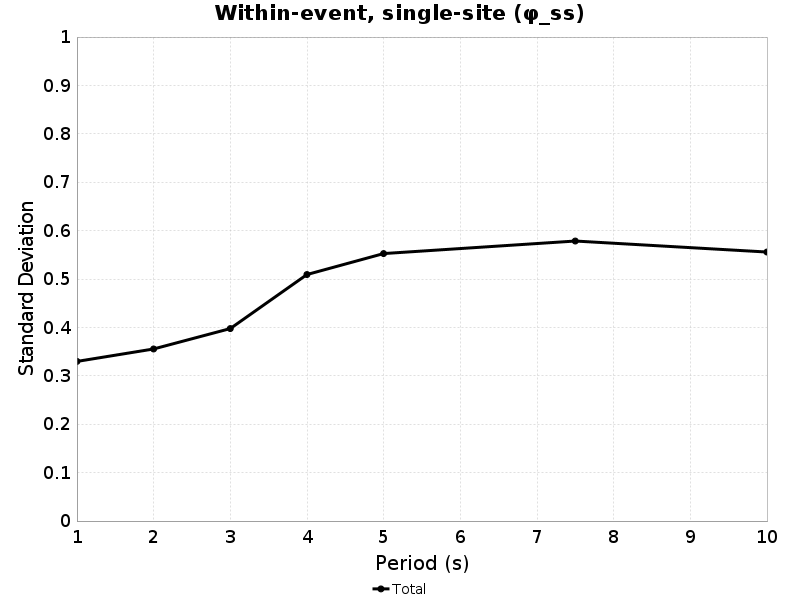 Within-event, single-site (φ_ss)
1
0.9
0.8
0.7
0.6
0.5
0.4
0.3
0.2
0.1
0
Standard Deviation
1 2 3 4 5 6 7 8 9 10
Period (s)
Total